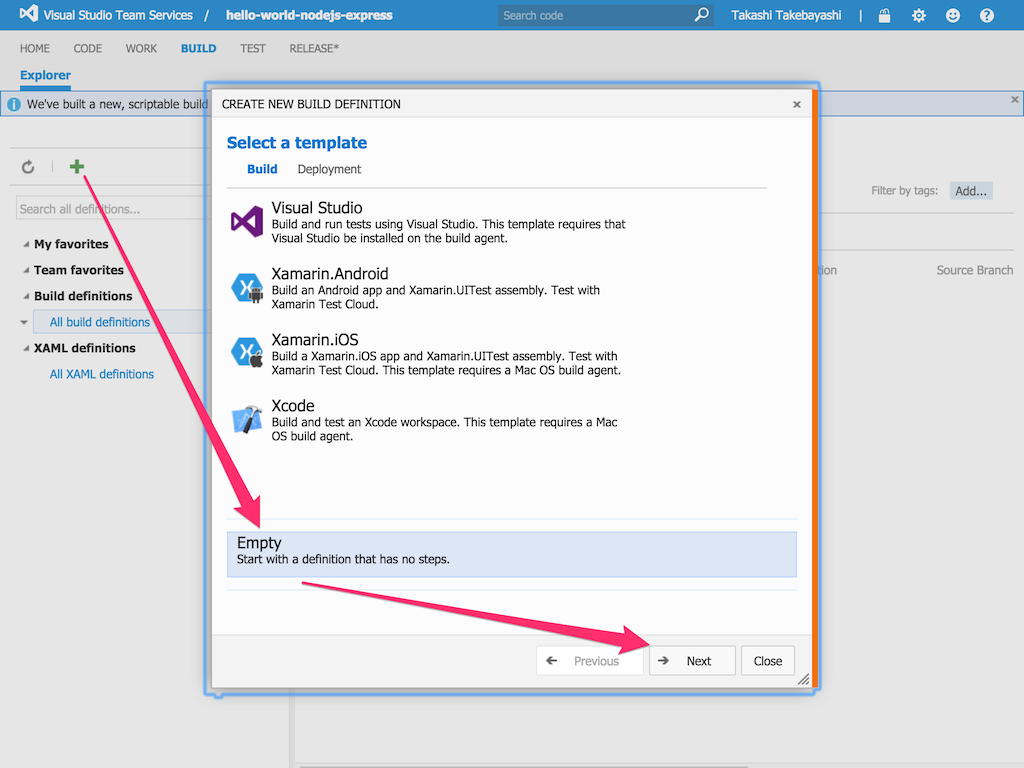 Visual Studio Team Services / hello-world-nodejs-express
Search code
Takashi Takebayashi
HOME CODE WORK BUILD TEST RELEASE*
Explorer
We've built a new, scriptable build
CREATE NEW BUILD DEFINITION
Select a template
Build Deployment
Visual Studio
Build and run tests using Visual Studio. This template requires that
Visual Studio be installed on the build agent.
Xamarin.Android
Build an Android app and Xamarin.UITest assembly. Test with
Xamarin Test Cloud.
Xamarin.iOS
Build a Xamarin.iOS app and Xamarin.UITest assembly. Test with
Xamarin Test Cloud. This template requires a Mac OS build agent.
Xcode
Build and test an Xcode workspace. This template requires a Mac
OS build agent.
Empty
Start with a definition that has no steps.
Previous
Next
Close
Search all definitions...
My favorites
Team favorites
Build definitions
All build definitions
XAML definitions
All XAML definitions
Filter by tags: Add...
Source Branch